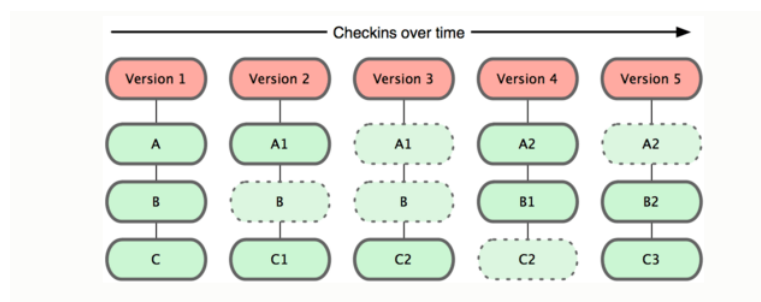 Checkins over time
Version 1 Version 2 Version 3 Version 4 Version 5
A A1 A1 A2 A2
B B B B1 B2
C C1 C2 C2 C3